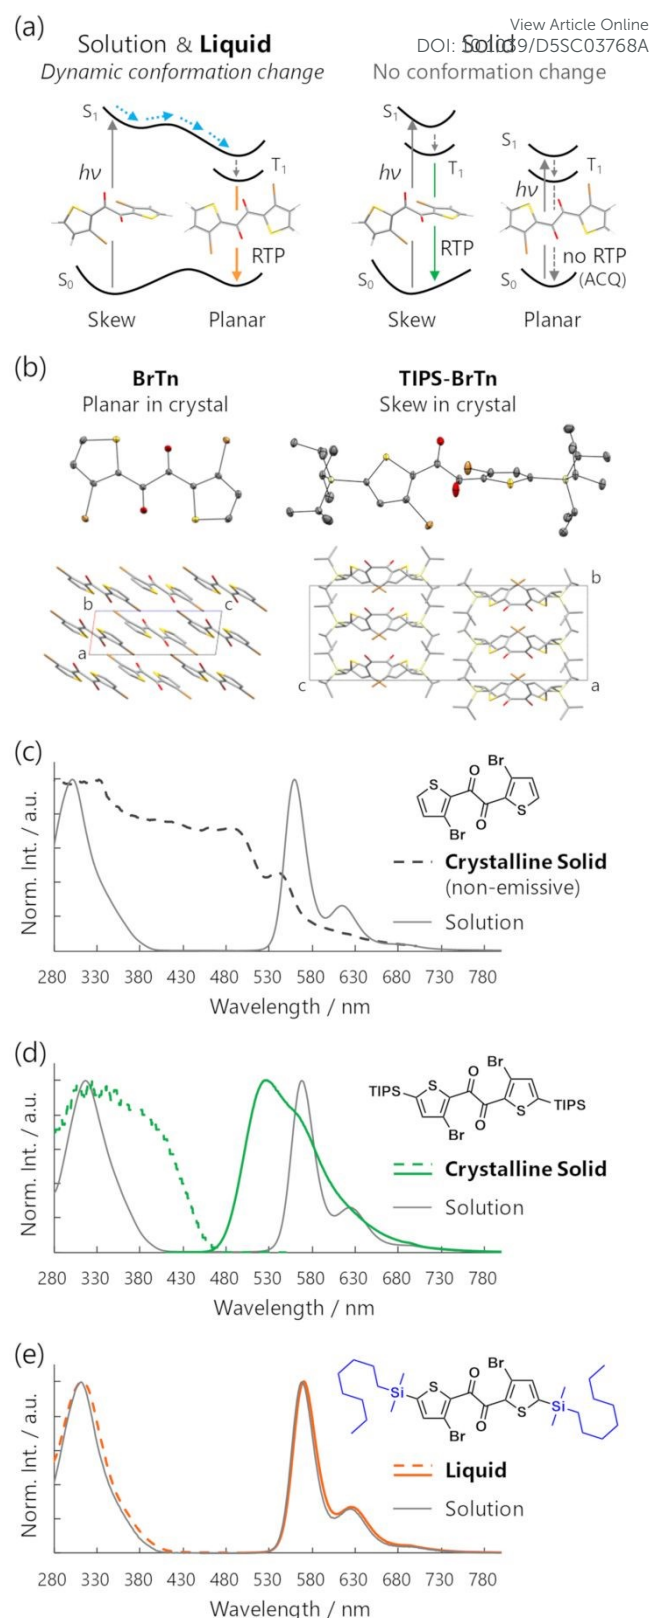 View Article Online
DOI: 10.1039/D5SC03768A
(a)
Solution & Liquid
Dynamic conformation change
Solid
No conformation change
S1
hν
T1
RTP
S0
Skew
Planar
S1
hν
T1
RTP
S0
Skew
S1
hν
T1
no RTP
(ACQ)
S0
Planar
(b)
BrTn
Planar in crystal
TIPS-BrTn
Skew in crystal
b
c
a
b
c
a
(c)
Norm. Int. / a.u.
S
O
Br
Br
O
S
Crystalline Solid
(non-emissive)
Solution
280 330 380 430 480 530 580 630 680 730 780
Wavelength / nm
(d)
Norm. Int. / a.u.
TIPS
S
O
Br
Br
O
S
TIPS
Crystalline Solid
Solution
280 330 380 430 480 530 580 630 680 730 780
Wavelength / nm
(e)
Norm. Int. / a.u.
Si
S
O
Br
Br
O
S
Si
Liquid
Solution
280 330 380 430 480 530 580 630 680 730 780
Wavelength / nm